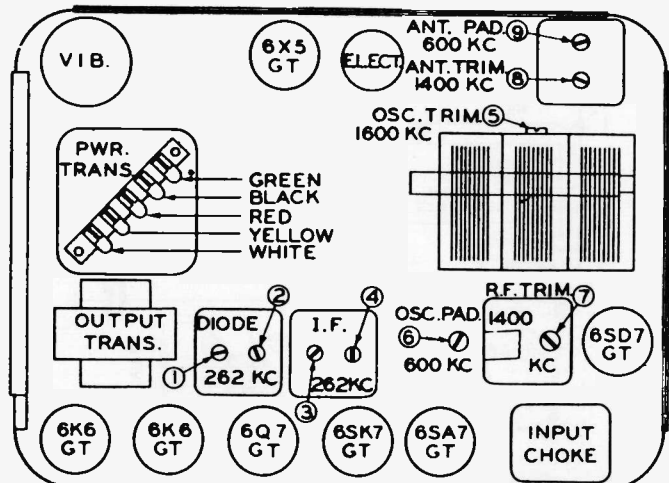 VIB.
6X5
GT
ELECT.
ANT. PAD. ⑨
600 KC
ANT. TRIM. ⑧
1400 KC
OSC. TRIM. ⑤
1600 KC
PWR.
TRANS.
GREEN
BLACK
RED
YELLOW
WHITE
OUTPUT
TRANS.
DIODE
②
①
262 KC
I.F.
④
③
262KC
OSC. PAD.
⑥
600 KC
R.F. TRIM. ⑦
1400
KC
6SD7
GT
6K6
GT
6K6
GT
6Q7
GT
6SK7
GT
6SA7
GT
INPUT
CHOKE